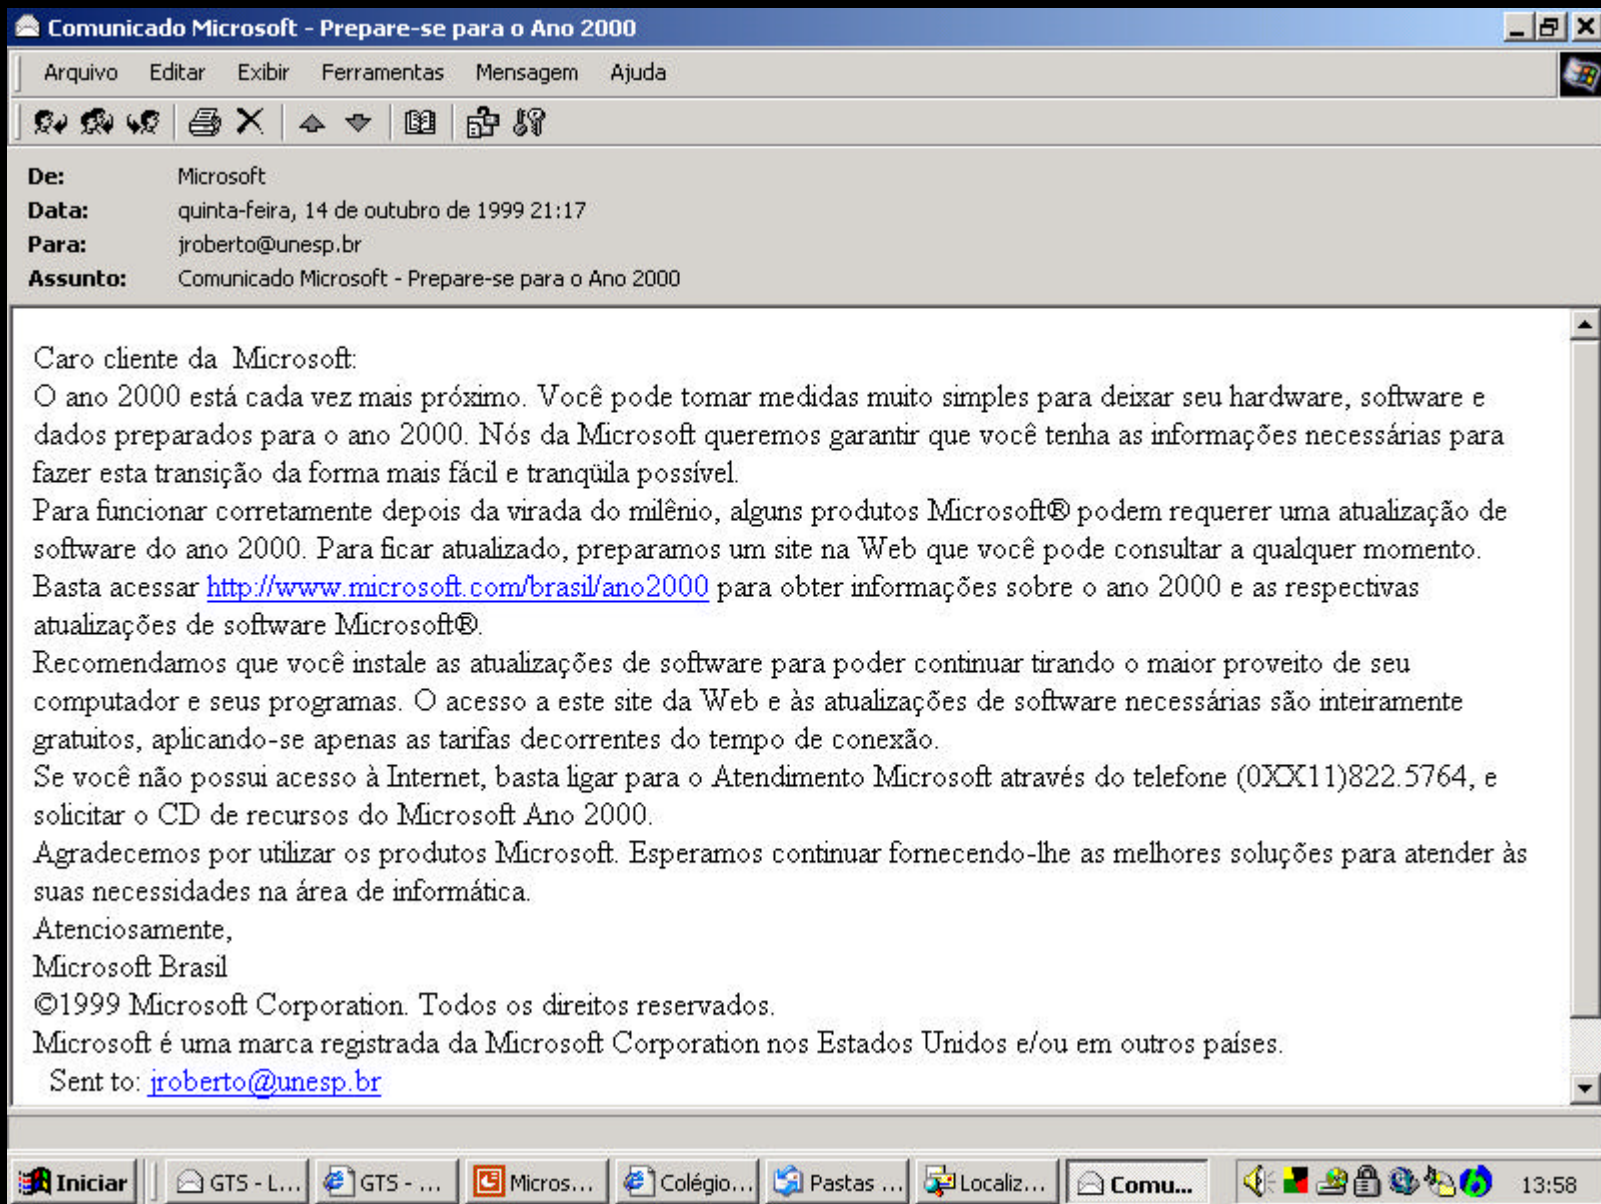 Comunicado Microsoft - Prepare-se para o Ano 2000
Arquivo Editar Exibir Ferramentas Mensagem Ajuda
De: Microsoft
Data: quinta-feira, 14 de outubro de 1999 21:17
Para: jroberto@unesp.br
Assunto: Comunicado Microsoft - Prepare-se para o Ano 2000
Caro cliente da Microsoft:
O ano 2000 está cada vez mais próximo. Você pode tomar medidas muito simples para deixar seu hardware, software e
dados preparados para o ano 2000. Nós da Microsoft queremos garantir que você tenha as informações necessárias para
fazer esta transição da forma mais fácil e tranqüila possível.
Para funcionar corretamente depois da virada do milênio, alguns produtos Microsoft® podem requerer uma atualização de
software do ano 2000. Para ficar atualizado, preparamos um site na Web que você pode consultar a qualquer momento.
Basta acessar http://www.microsoft.com/brasil/ano2000 para obter informações sobre o ano 2000 e as respectivas
atualizações de software Microsoft®.
Recomendamos que você instale as atualizações de software para poder continuar tirando o maior proveito de seu
computador e seus programas. O acesso a este site da Web e às atualizações de software necessárias são inteiramente
gratuitos, aplicando-se apenas as tarifas decorrentes do tempo de conexão.
Se você não possui acesso à Internet, basta ligar para o Atendimento Microsoft através do telefone (0XX11)822.5764, e
solicitar o CD de recursos do Microsoft Ano 2000.
Agradecemos por utilizar os produtos Microsoft. Esperamos continuar fornecendo-lhe as melhores soluções para atender às
suas necessidades na área de informática.
Atenciosamente,
Microsoft Brasil
©1999 Microsoft Corporation. Todos os direitos reservados.
Microsoft é uma marca registrada da Microsoft Corporation nos Estados Unidos e/ou em outros países.
Sent to: jroberto@unesp.br
Iniciar GTS - L... GTS - ... Micros... Colégio... Pastas ... Localiz... Comu... 13:58